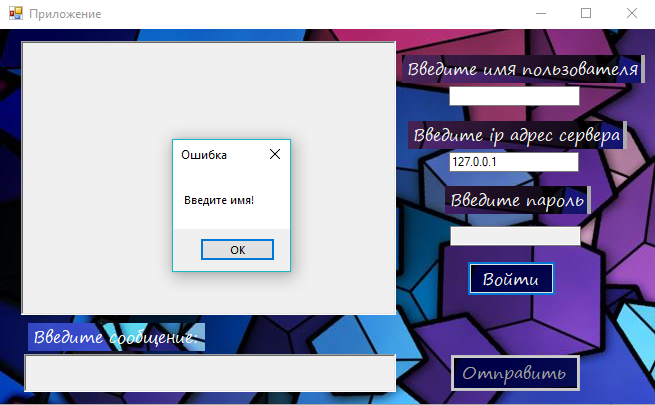 Приложение
Введите имя пользователя
Введите ip адрес сервера
127.0.0.1
Введите пароль
Войти
Ошибка
Введите имя!
OK
Введите сообщение:
Отправить